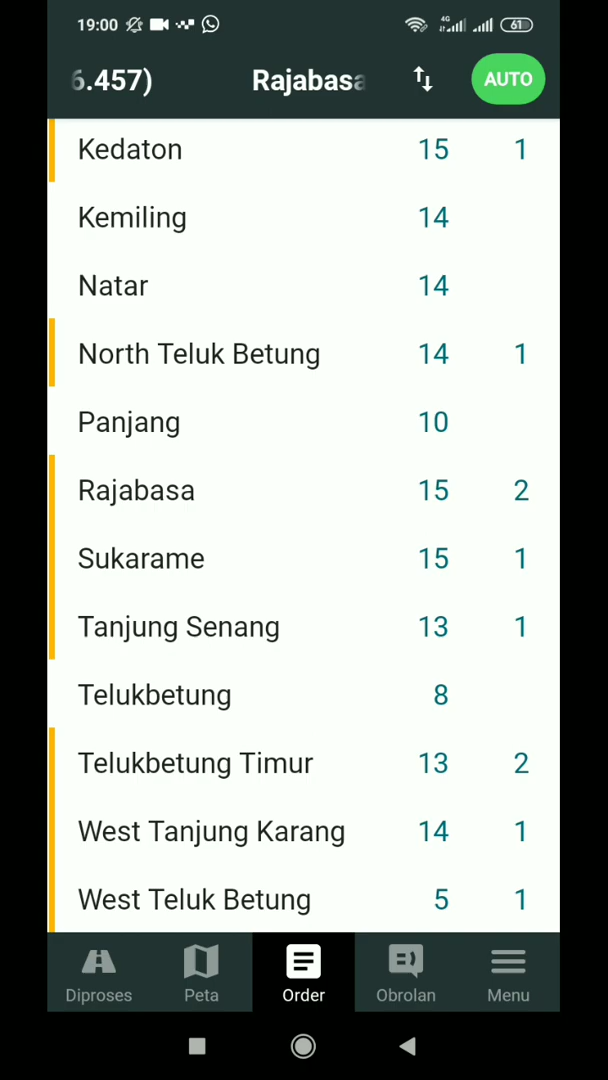 19:00 4G 61
6.457) Rajabasa AUTO
Kedaton 15 1
Kemiling 14
Natar 14
North Teluk Betung 14 1
Panjang 10
Rajabasa 15 2
Sukarame 15 1
Tanjung Senang 13 1
Telukbetung 8
Telukbetung Timur 13 2
West Tanjung Karang 14 1
West Teluk Betung 5 1
Diproses Peta Order Obrolan Menu